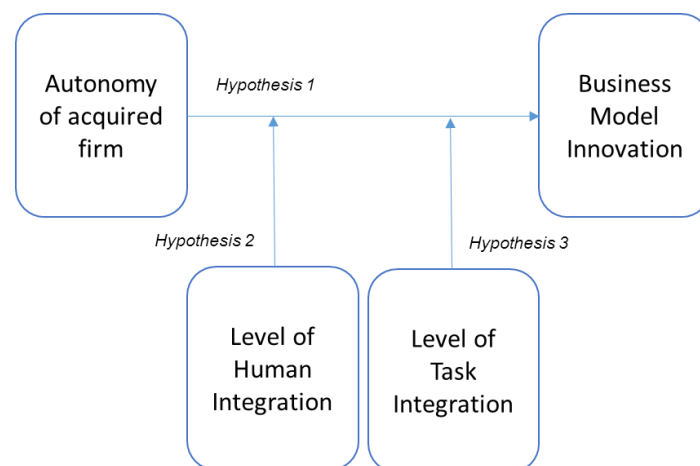 Autonomy
of acquired
firm
Hypothesis 1
Business
Model
Innovation
Hypothesis 2
Hypothesis 3
Level of
Human
Integration
Level of
Task
Integration